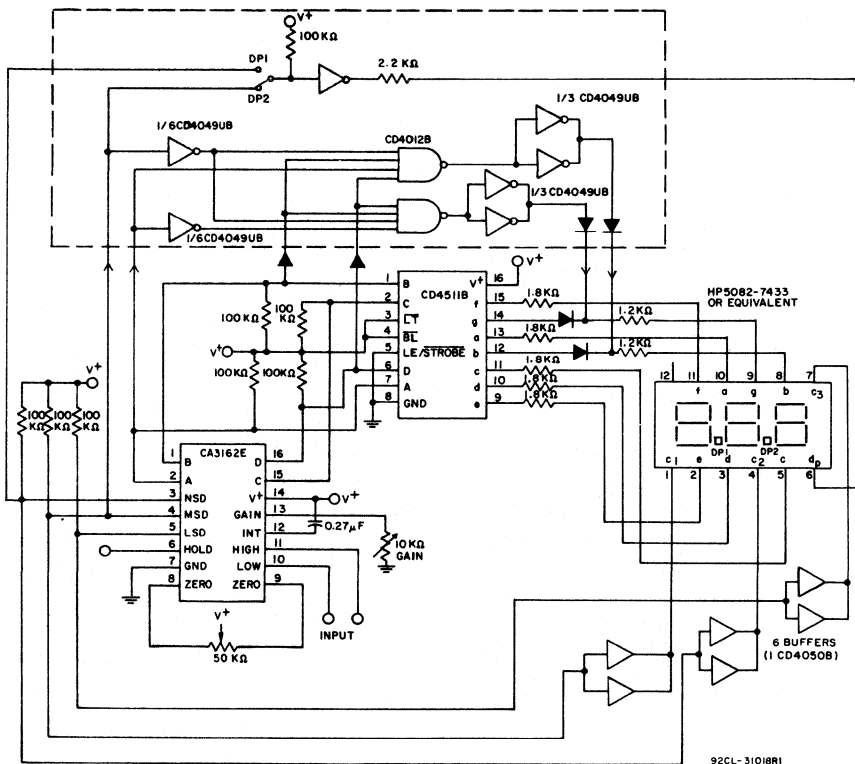 V+
100 KΩ
DP1
DP2
2.2 KΩ
1/3 CD4049UB
1/6CD4049UB
CD4012B
1/3 CD4049UB
1/6CD4049UB
V+
16
1 B V+
2 C CD4511B f 15 1.8KΩ
3 LT g 14
4 BL a 13 1.8KΩ
5 LE/STROBE b 12
6 D c 11 1.8KΩ
7 A d 10 1.8KΩ
8 GND e 9 1.8KΩ
1.2KΩ
1.2KΩ
HP5082-7433
OR EQUIVALENT
100 KΩ
100 KΩ
V+
100KΩ
100KΩ
V+
100 KΩ
100 KΩ
100 KΩ
12 11 10 9 8 7
f a g b c3
DP1 DP2
c1 e d c2 c dp
1 2 3 4 5 6
CA3162E
1 B D 16
2 A C 15
3 NSD V+ 14 V+
4 MSD GAIN 13
5 LSD INT 12 0.27μF
6 HOLD HIGH 11
7 GND LOW 10
8 ZERO ZERO 9
10 KΩ
GAIN
V+
50 KΩ
INPUT
6 BUFFERS
(1 CD4050B)
92CL-31018R1